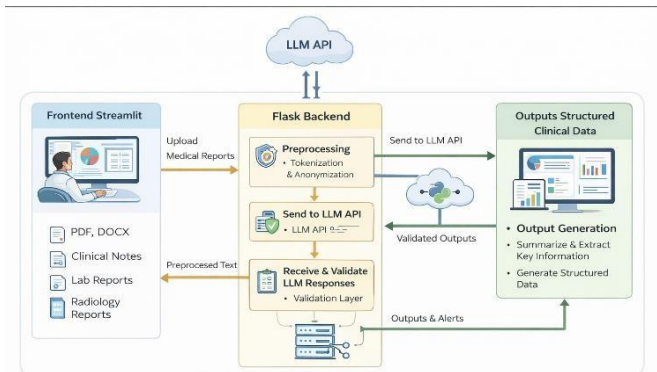 LLM API
Frontend Streamlit
Upload
Medical Reports
PDF, DOCX
Clinical Notes
Lab Reports
Radiology
Reports
Preprocesed Text
Flask Backend
Preprocessing
• Tokenization
& Anonymization
Send to LLM API
• LLM API
Receive & Validate
LLM Responses
• Validation Layer
Send to LLM API
Validated Outputs
Outputs & Alerts
Outputs Structured
Clinical Data
• Output Generation
• Summarize & Extract
Key Information
• Generate Structured
Data